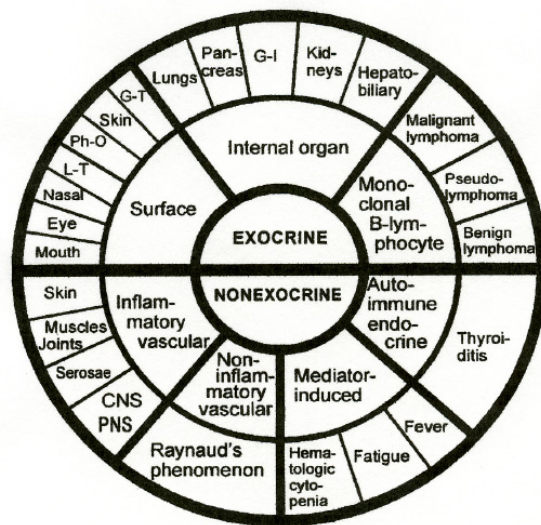 Lungs
Pan-
creas
G-I
Kid-
neys
Hepato-
biliary
G-T
Skin
Ph-O
L-T
Nasal
Eye
Mouth
Surface
Internal organ
Mono-
clonal
B-lym-
phocyte
Malignant
lymphoma
Pseudo-
lymphoma
Benign
lymphoma
EXOCRINE
NONEXOCRINE
Skin
Muscles
Joints
Serosae
CNS
PNS
Inflam-
matory
vascular
Non-
inflam-
matory
vascular
Raynaud's
phenomenon
Mediator-
induced
Hema-
tologic
cyto-
penia
Fatigue
Fever
Auto-
immune
endo-
crine
Thyroi-
ditis